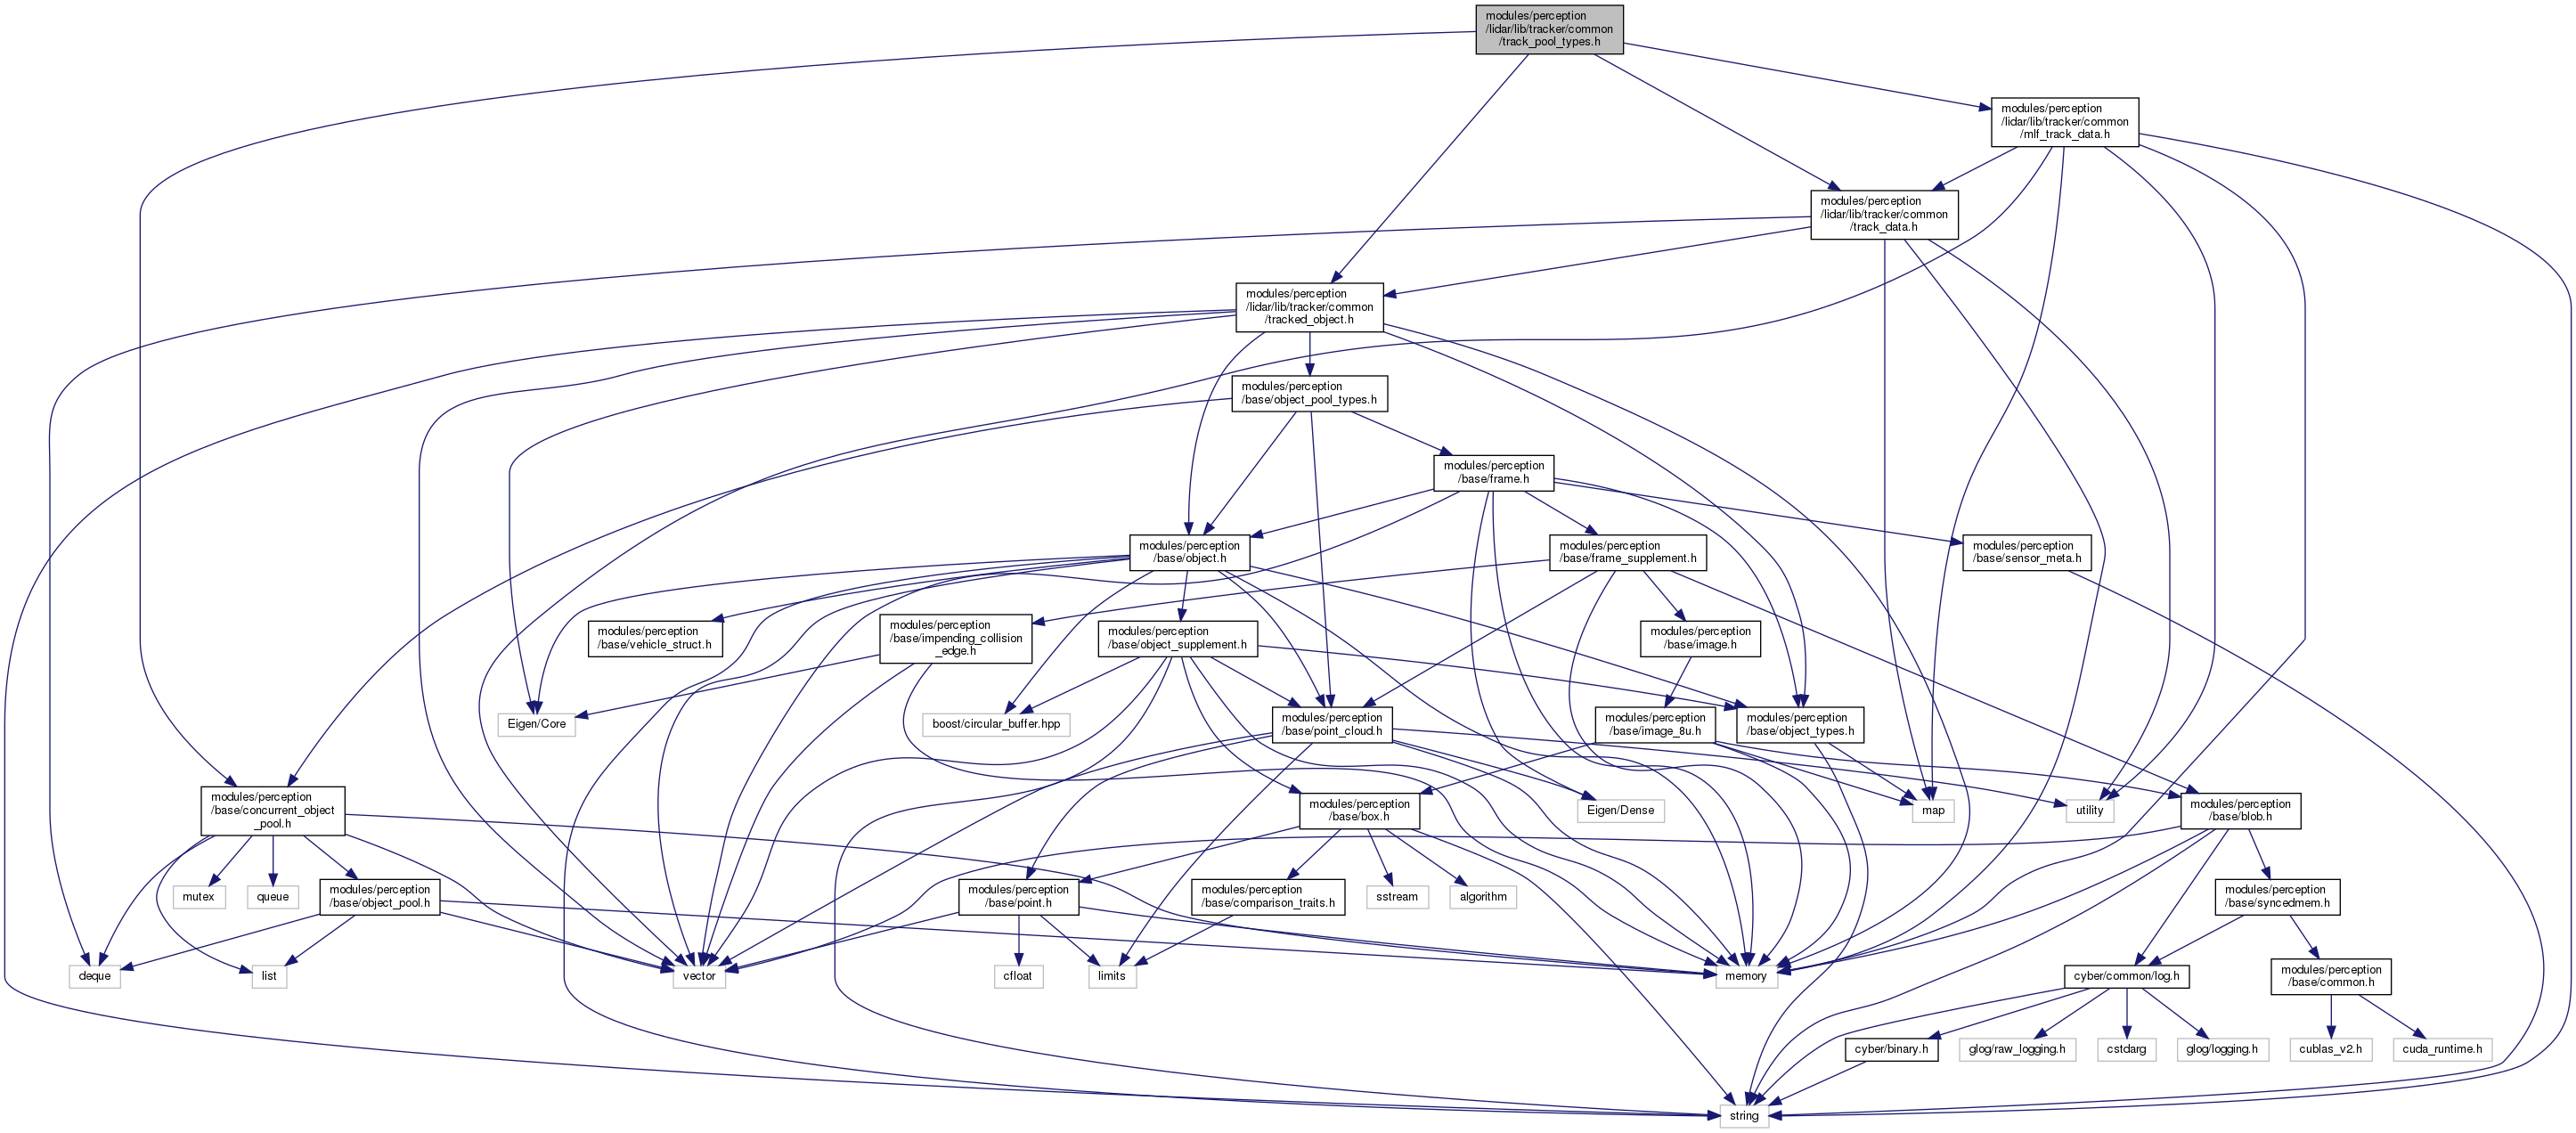 modules/perception
/lidar/lib/tracker/common
/track_pool_types.h
modules/perception
/lidar/lib/tracker/common
/mlf_track_data.h
modules/perception
/lidar/lib/tracker/common
/track_data.h
modules/perception
/lidar/lib/tracker/common
/tracked_object.h
modules/perception
/base/object_pool_types.h
modules/perception
/base/frame.h
modules/perception
/base/object.h
modules/perception
/base/frame_supplement.h
modules/perception
/base/sensor_meta.h
modules/perception
/base/vehicle_struct.h
modules/perception
/base/impending_collision
_edge.h
modules/perception
/base/object_supplement.h
modules/perception
/base/image.h
Eigen/Core
boost/circular_buffer.hpp
modules/perception
/base/point_cloud.h
modules/perception
/base/image_8u.h
modules/perception
/base/object_types.h
modules/perception
/base/concurrent_object
_pool.h
modules/perception
/base/box.h
Eigen/Dense
map
utility
modules/perception
/base/blob.h
mutex
queue
modules/perception
/base/object_pool.h
modules/perception
/base/point.h
modules/perception
/base/comparison_traits.h
sstream
algorithm
modules/perception
/base/syncedmem.h
deque
list
vector
cfloat
limits
memory
cyber/common/log.h
modules/perception
/base/common.h
cyber/binary.h
glog/raw_logging.h
cstdarg
glog/logging.h
cublas_v2.h
cuda_runtime.h
string